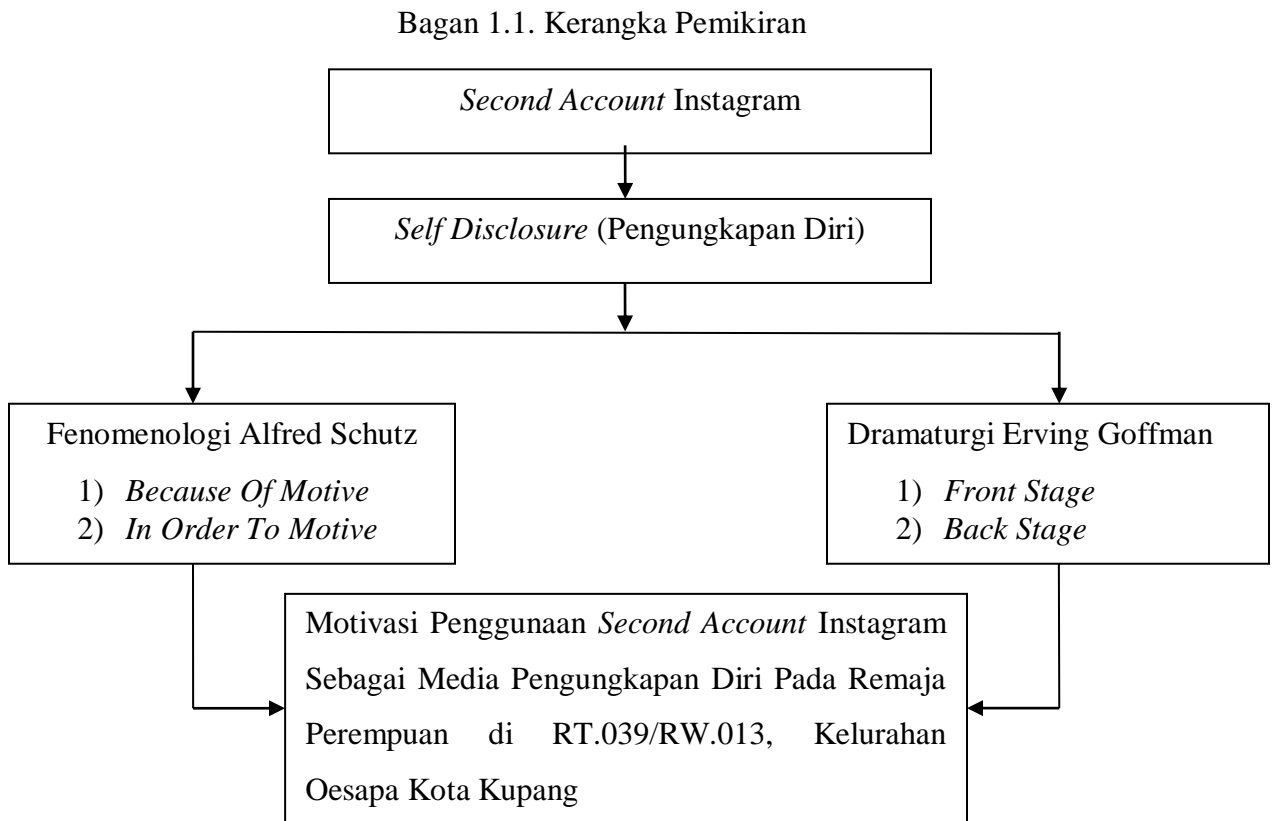 Bagan 1.1. Kerangka Pemikiran
Second Account Instagram
Self Disclosure (Pengungkapan Diri)
Fenomenologi Alfred Schutz
1) Because Of Motive
2) In Order To Motive
Dramaturgi Erving Goffman
1) Front Stage
2) Back Stage
Motivasi Penggunaan Second Account Instagram
Sebagai Media Pengungkapan Diri Pada Remaja
Perempuan di RT.039/RW.013, Kelurahan
Oesapa Kota Kupang